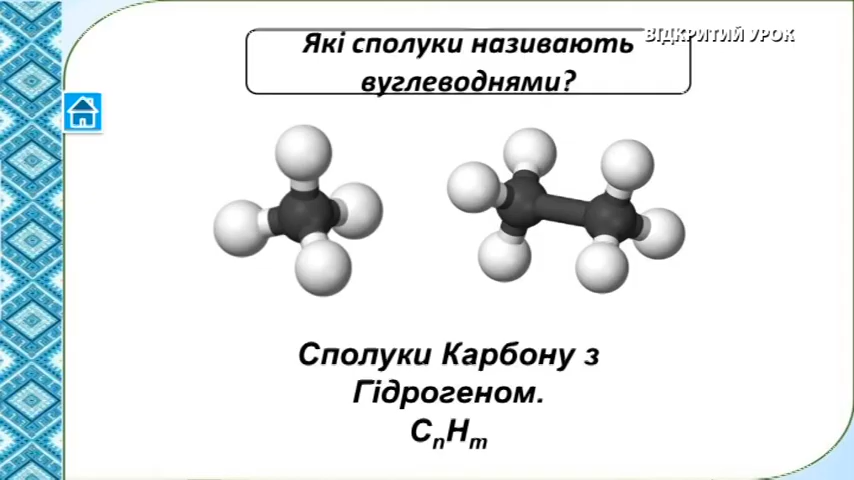 ВІДКРИТИЙ УРОК
Які сполуки називають
вуглеводнями?
Сполуки Карбону з
Гідрогеном.
CnHm